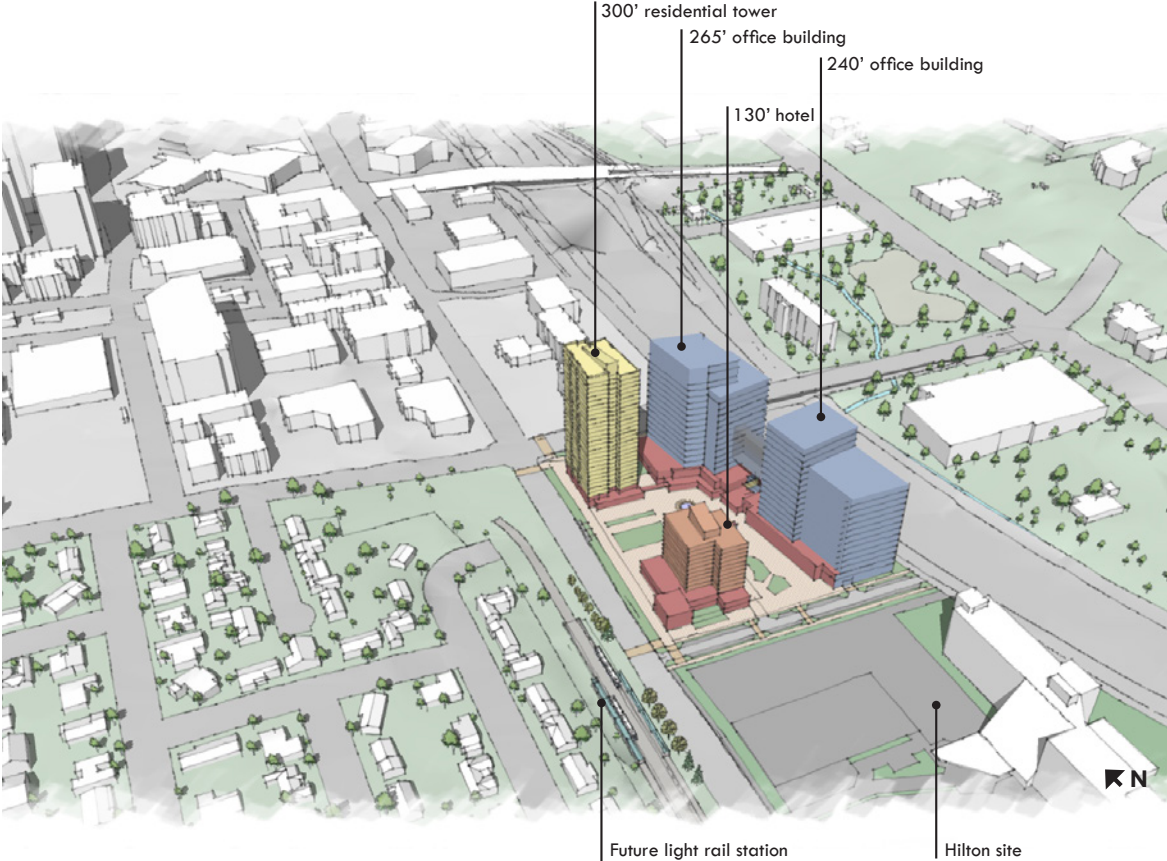 300’ residential tower
265’ office building
240’ office building
130’ hotel
N
Future light rail station
Hilton site